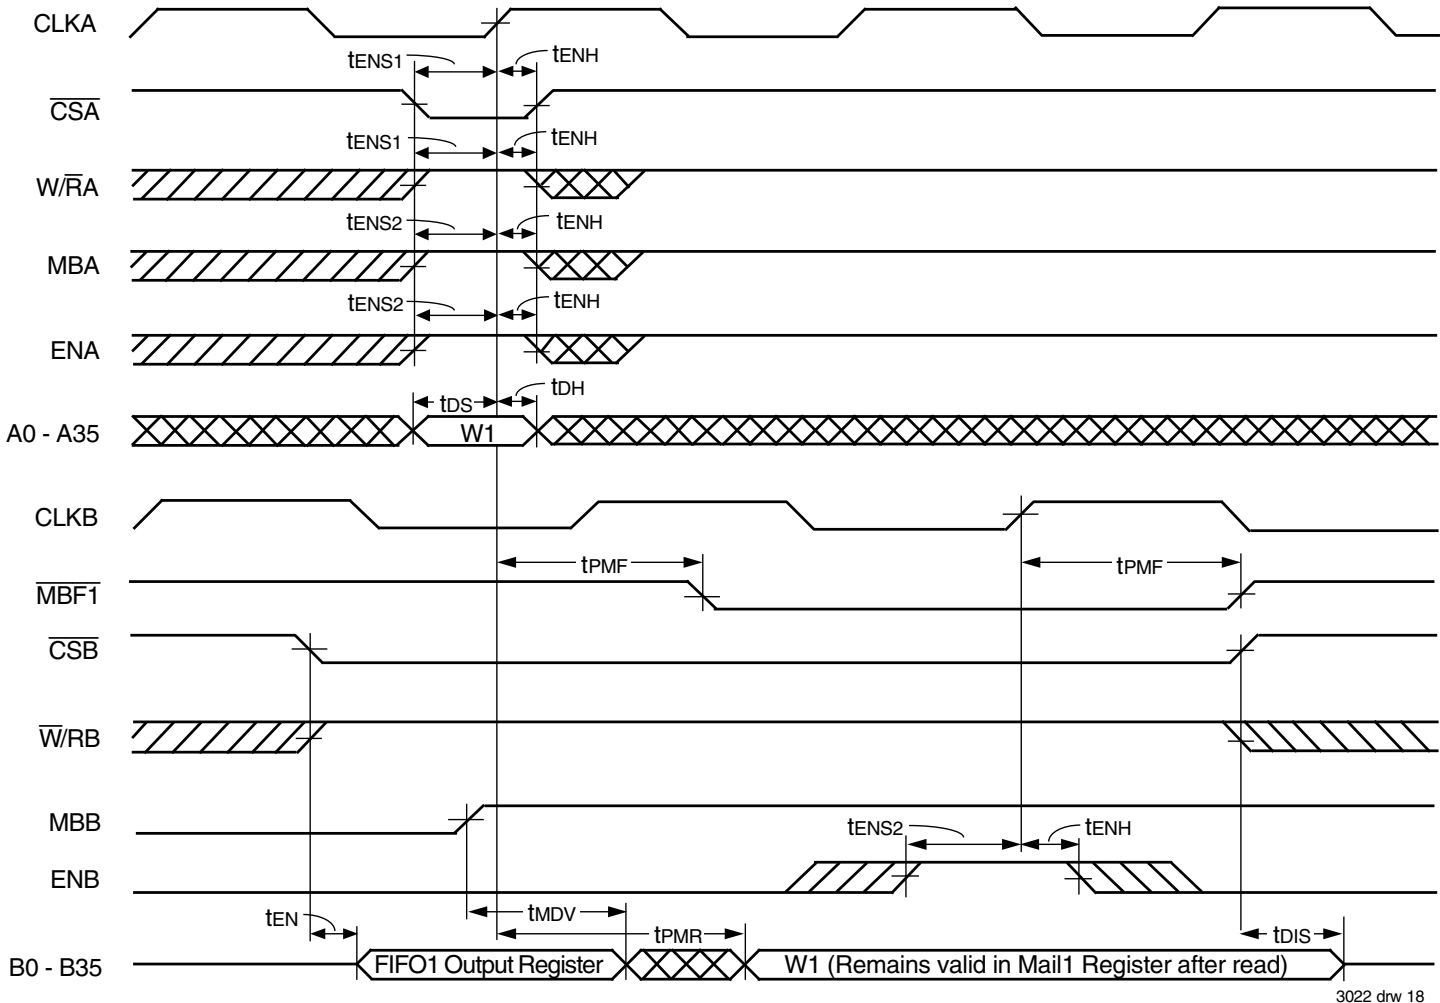 CLKA
tENS1 tENH
CSA
tENS1 tENH
W/RA
tENS2 tENH
MBA
tENS2 tENH
ENA
tDS tDH
A0 - A35 W1
CLKB
tPMF tPMF
MBF1
CSB
W/RB
MBB
tENS2 tENH
ENB
tEN tMDV
tPMR tDIS
B0 - B35 FIFO1 Output Register W1 (Remains valid in Mail1 Register after read)
3022 drw 18